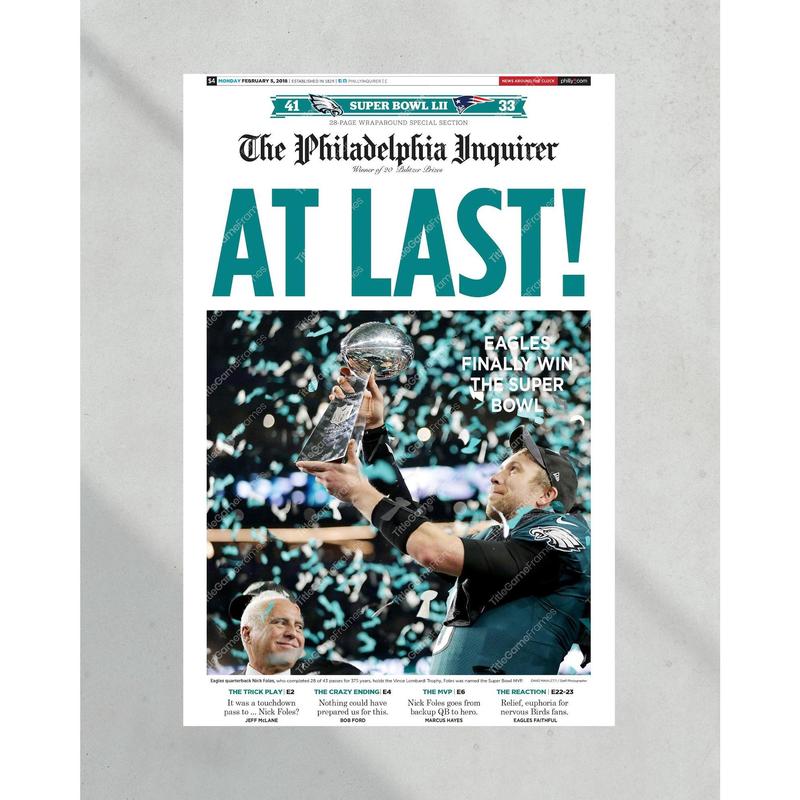 $4 MONDAY FEBRUARY 5, 2018 | ESTABLISHED IN 1829 | PHILLYINQUIRER | NEWS AROUND THE CLOCK philly.com
41 SUPER BOWL LII 33
28-PAGE WRAPAROUND SPECIAL SECTION
The Philadelphia Inquirer
Winner of 20 Pulitzer Prizes
AT LAST!
EAGLES
FINALLY WIN
THE SUPER
BOWL
Eagles quarterback Nick Foles, who completed 28 of 43 passes for 373 years, holds the Vince Lombardi Trophy. Foles was named the Super Bowl MVP. Staff Photographer
THE TRICK PLAY | E2
It was a touchdown
pass to ... Nick Foles?
JEFF McLANE
THE CRAZY ENDING | E4
Nothing could have
prepared us for this.
BOB FORD
THE MVP | E6
Nick Foles goes from
backup QB to hero.
MARCUS HAYES
THE REACTION | E22-23
Relief, euphoria for
nervous Birds fans.
EAGLES FAITHFUL
TitleGameFrames